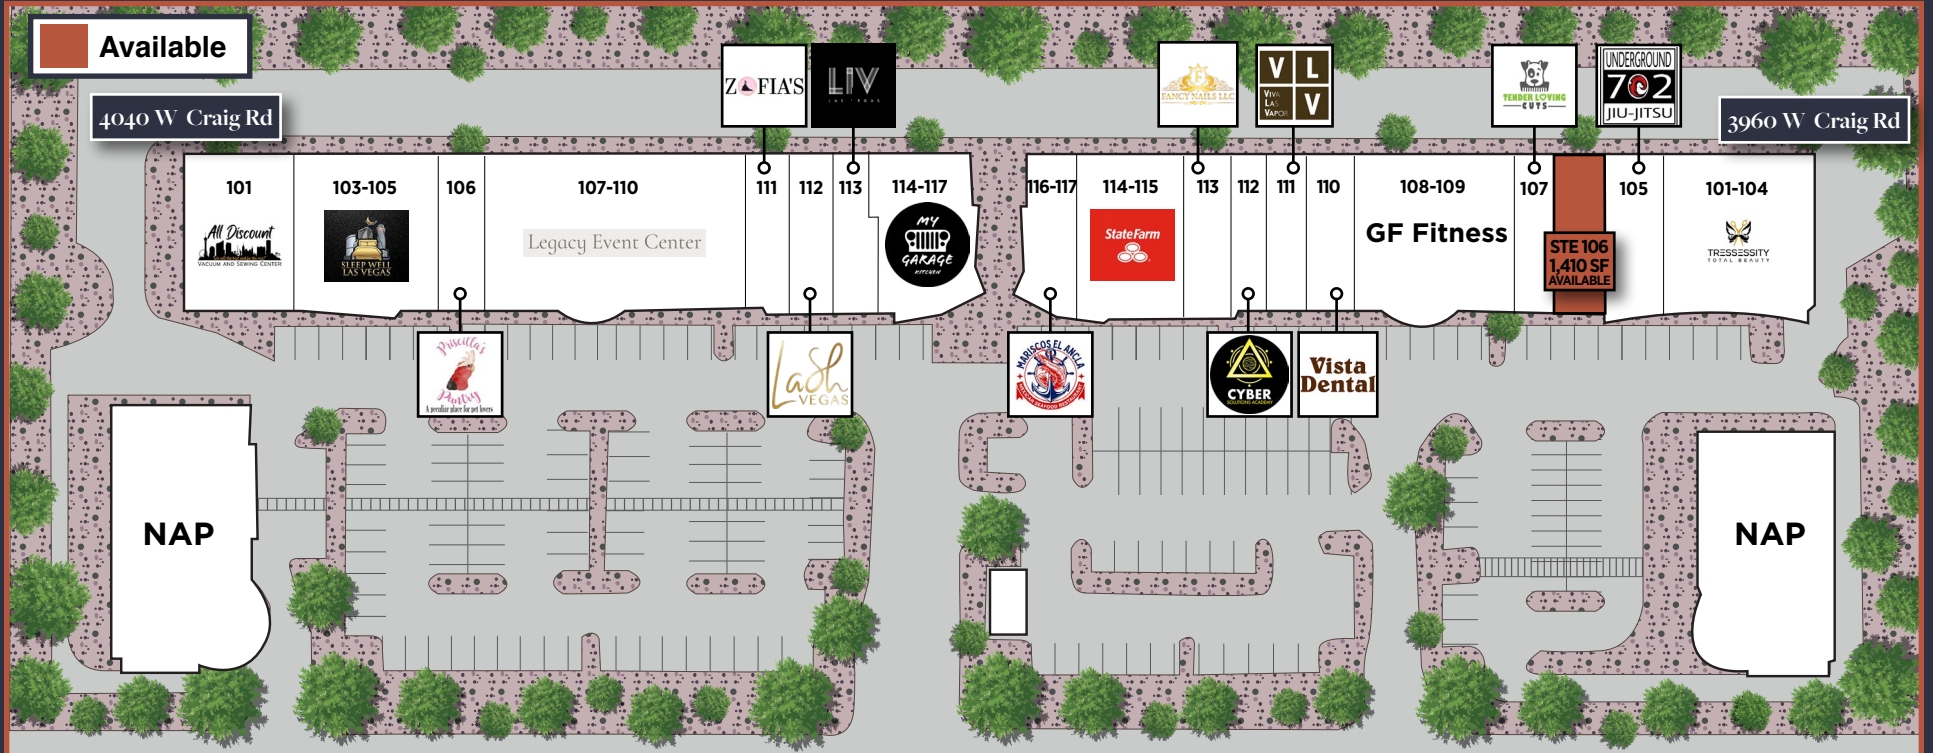 Available
4040 W Craig Rd
3960 W Craig Rd
ZOFIA'S
LIV
LAS VEGAS
F
FANCY NAILS LLC
V L
V
VIVA
LAS
VAPOR
TENDER LOVING
CUTS
UNDERGROUND
702
JIU-JITSU
101
103-105
106
107-110
111
112
113
114-117
116-117
114-115
113
112
111
110
108-109
107
105
101-104
All Discount
VACUUM AND SEWING CENTER
SLEEP WELL
LAS VEGAS
Legacy Event Center
MY
GARAGE
KITCHEN
State Farm
GF Fitness
STE 106
1,410 SF
AVAILABLE
TRESSESSITY
TOTAL BEAUTY
Priscilla's
Pantry
A peculiar place for pet lovers
Lash
VEGAS
MARISCOS EL ANCLA
MEXICAN SEAFOOD RESTAURANT
CYBER
SOLUTIONS ACADEMY
Vista
Dental
NAP
NAP